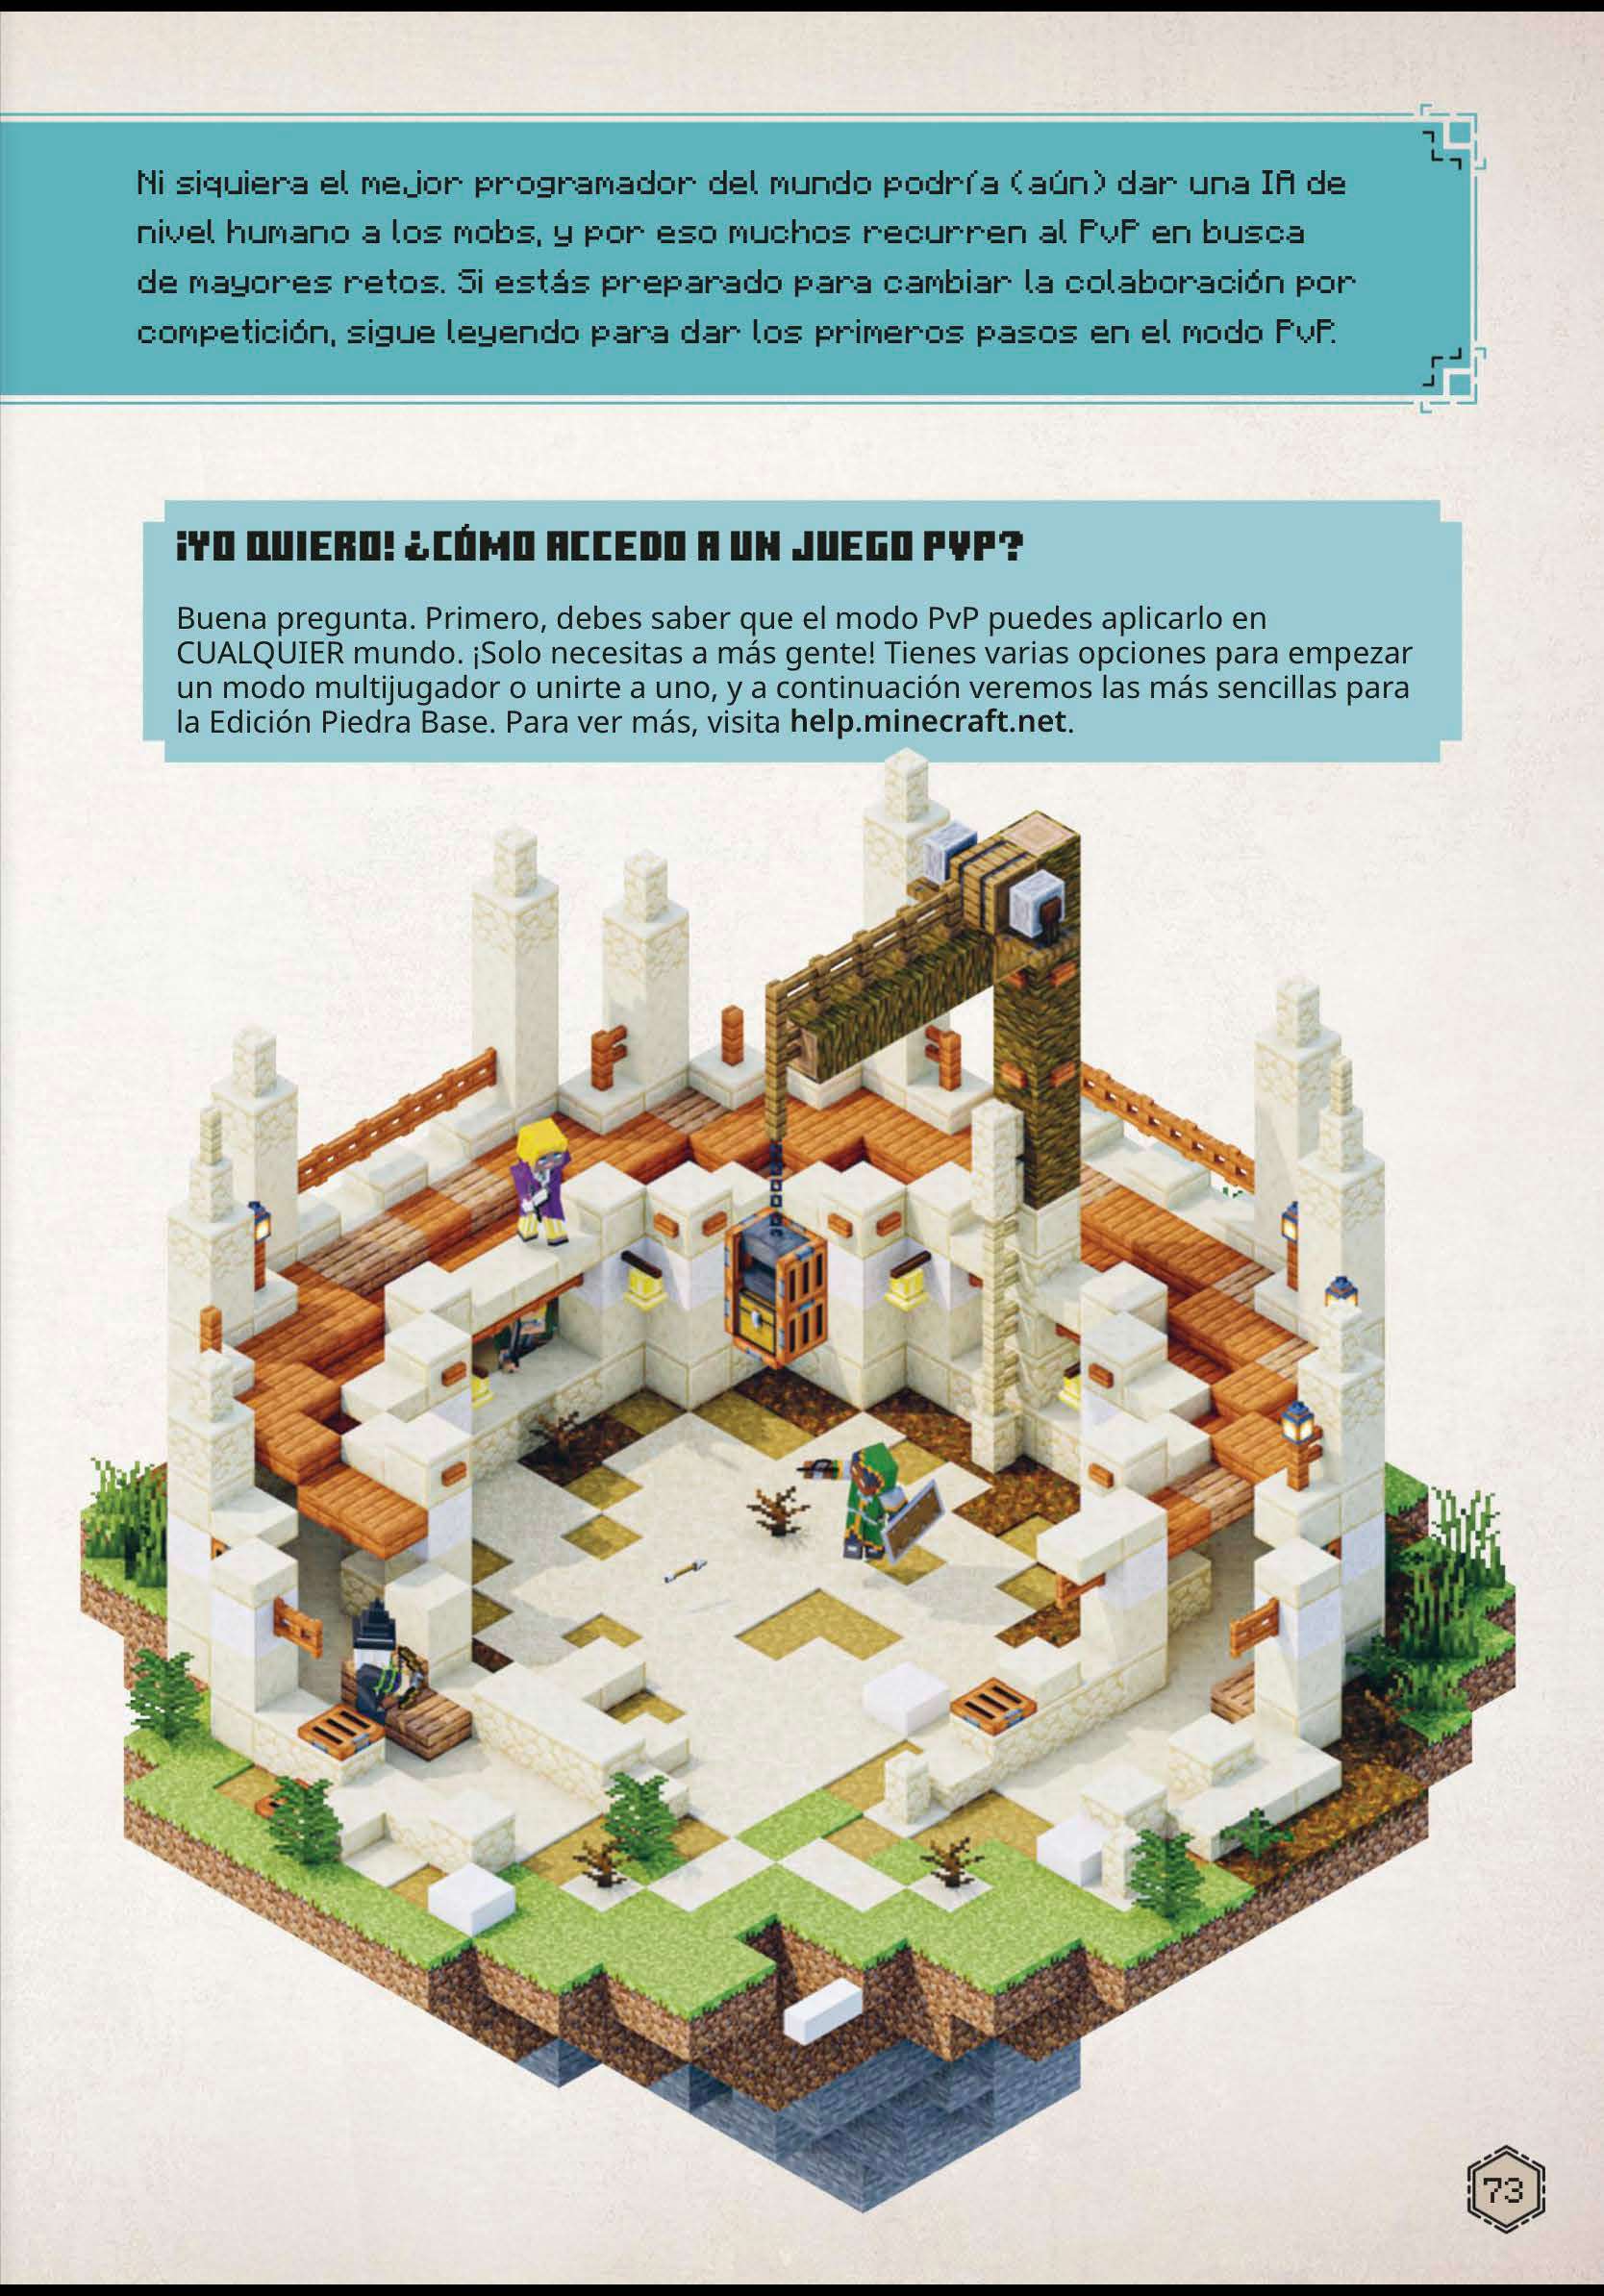 Ni siquiera el mejor programador del mundo podría (aún) dar una IA de
nivel humano a los mobs, y por eso muchos recurren al PvP en busca
de mayores retos. Si estás preparado para cambiar la colaboración por
competición, sigue leyendo para dar los primeros pasos en el modo PvP.
¡YO QUIERO! ¿CÓMO ACCEDO A UN JUEGO PVP?
Buena pregunta. Primero, debes saber que el modo PvP puedes aplicarlo en
CUALQUIER mundo. ¡Solo necesitas a más gente! Tienes varias opciones para empezar
un modo multijugador o unirte a uno, y a continuación veremos las más sencillas para
la Edición Piedra Base. Para ver más, visita help.minecraft.net.
73